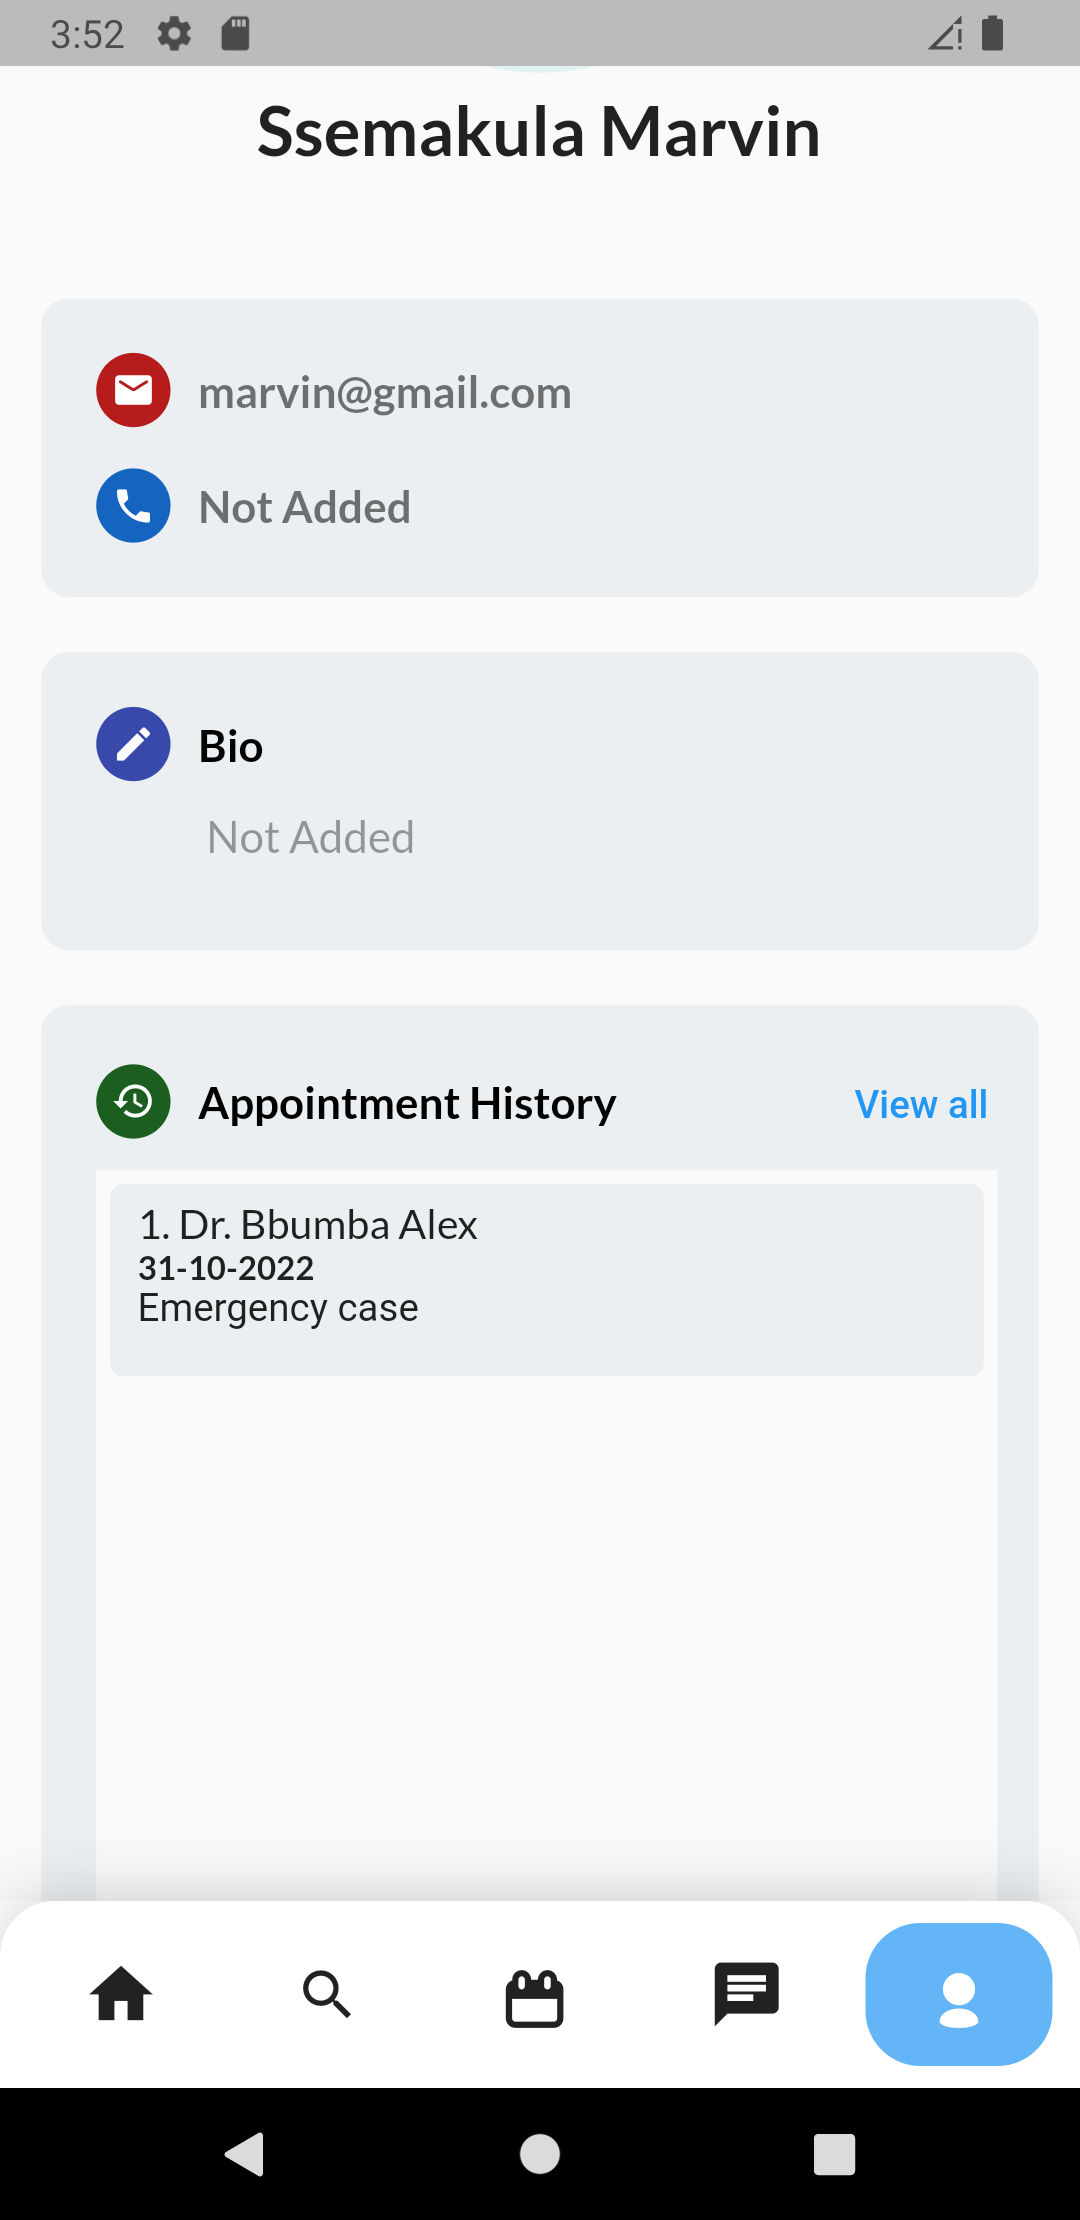 3:52
Ssemakula Marvin
marvin@gmail.com
Not Added
Bio
Not Added
Appointment History
View all
1. Dr. Bbumba Alex
31-10-2022
Emergency case